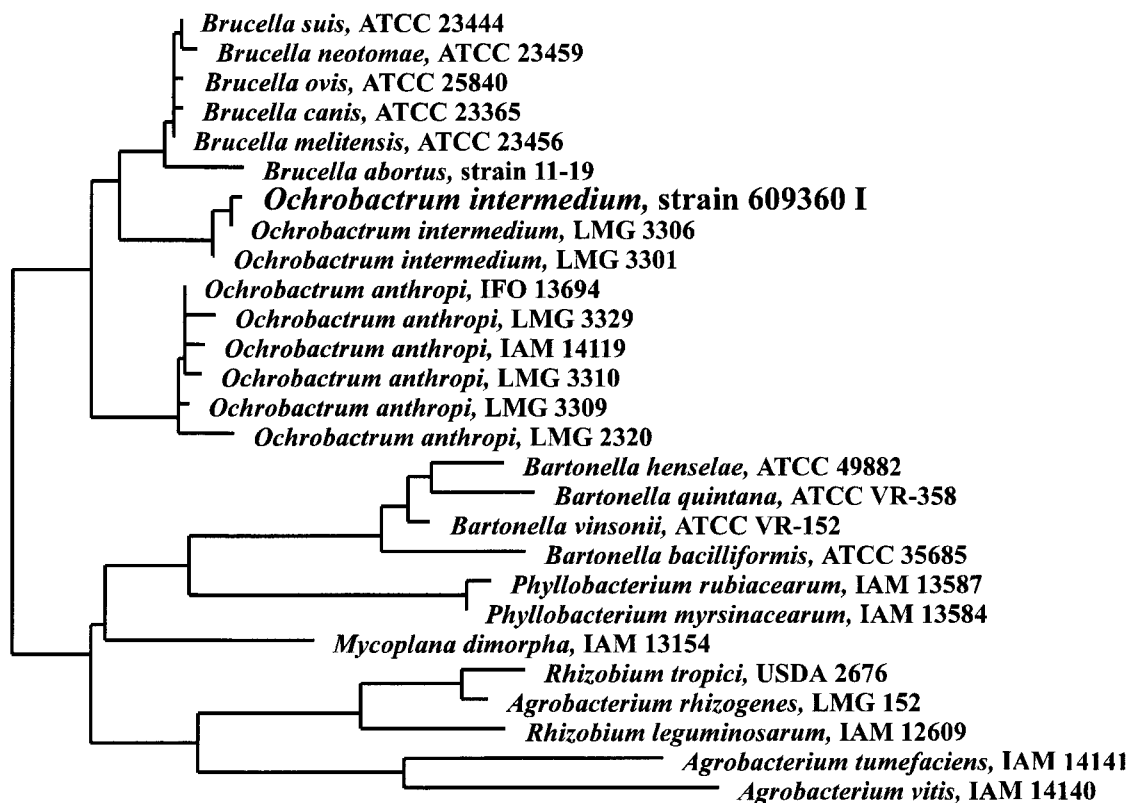 Brucella suis, ATCC 23444
Brucella neotomae, ATCC 23459
Brucella ovis, ATCC 25840
Brucella canis, ATCC 23365
Brucella melitensis, ATCC 23456
Brucella abortus, strain 11-19
Ochrobactrum intermedium, strain 609360 I
Ochrobactrum intermedium, LMG 3306
Ochrobactrum intermedium, LMG 3301
Ochrobactrum anthropi, IFO 13694
Ochrobactrum anthropi, LMG 3329
Ochrobactrum anthropi, IAM 14119
Ochrobactrum anthropi, LMG 3310
Ochrobactrum anthropi, LMG 3309
Ochrobactrum anthropi, LMG 2320
Bartonella henselae, ATCC 49882
Bartonella quintana, ATCC VR-358
Bartonella vinsonii, ATCC VR-152
Bartonella bacilliformis, ATCC 35685
Phyllobacterium rubiacearum, IAM 13587
Phyllobacterium myrsinacearum, IAM 13584
Mycoplana dimorpha, IAM 13154
Rhizobium tropici, USDA 2676
Agrobacterium rhizogenes, LMG 152
Rhizobium leguminosarum, IAM 12609
Agrobacterium tumefaciens, IAM 14141
Agrobacterium vitis, IAM 14140